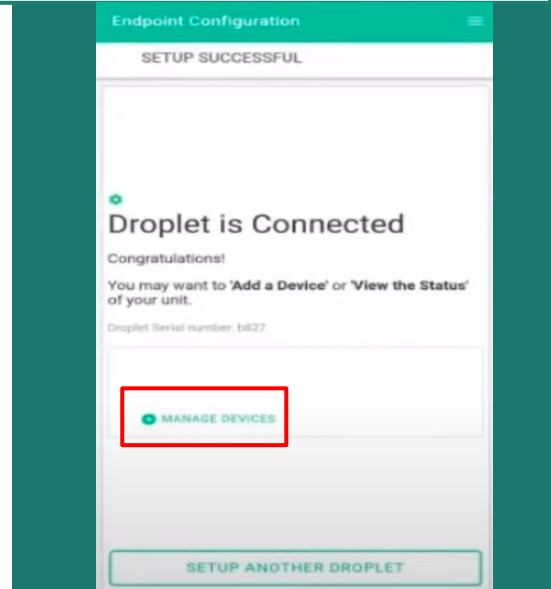 Endpoint Configuration
SETUP SUCCESSFUL
Droplet is Connected
Congratulations!
You may want to 'Add a Device' or 'View the Status'
of your unit.
Droplet Serial number: b827
MANAGE DEVICES
SETUP ANOTHER DROPLET